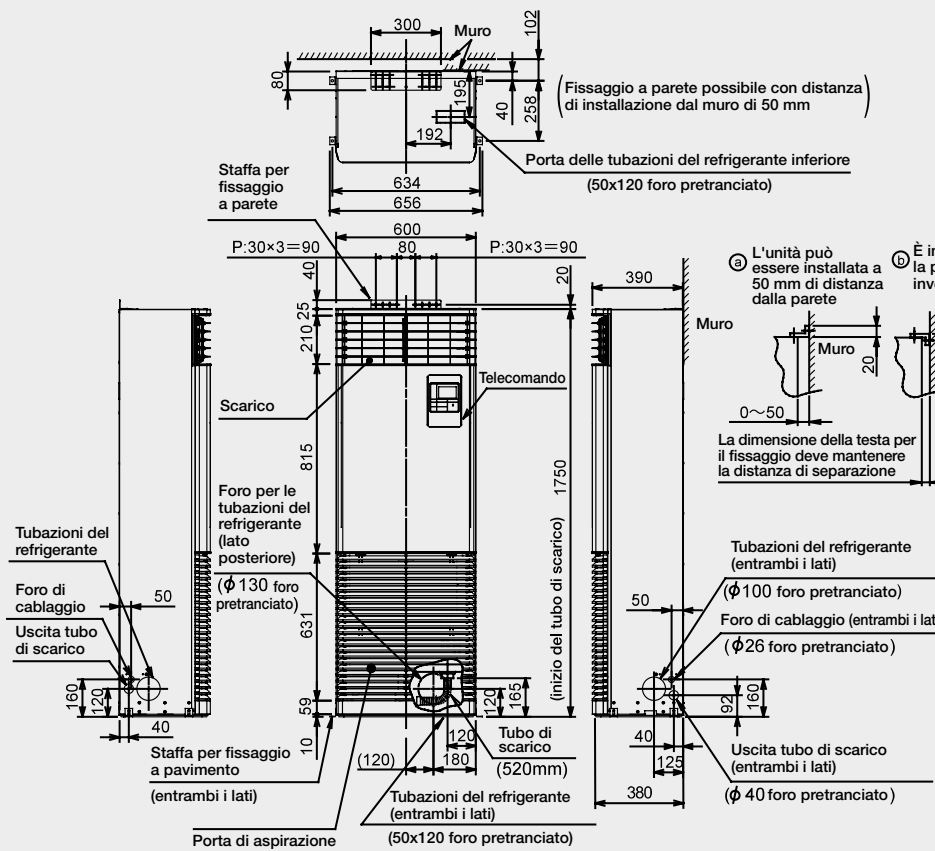 300
Muro
102
80
195
40
258
(Fissaggio a parete possibile con distanza
di installazione dal muro di 50 mm)
192
Porta delle tubazioni del refrigerante inferiore
(50x120 foro pretranciato)
634
656
Staffa per
fissaggio
a parete
600
P:30×3=90
80
P:30×3=90
40
25
20
210
815
631
59
10
Scarico
Telecomando
1750
(inizio del tubo di scarico)
Foro per le
tubazioni del
refrigerante
(lato
posteriore)
(ϕ130 foro
pretranciato)
Tubazioni del
refrigerante
Foro di
cablaggio
50
Uscita tubo
di scarico
160
120
40
Staffa per fissaggio
a pavimento
(entrambi i lati)
Porta di aspirazione
(120)
180
120
120
165
Tubo di
scarico
(520mm)
Tubazioni del refrigerante
(entrambi i lati)
(50x120 foro pretranciato)
390
Muro
a L'unità può
essere installata a
50 mm di distanza
dalla parete
b È i
la p
inv
Muro
20
0～50
La dimensione della testa per
il fissaggio deve mantenere
la distanza di separazione
Tubazioni del refrigerante
(entrambi i lati)
(ϕ100 foro pretranciato)
50
Foro di cablaggio (entrambi i lat
(ϕ26 foro pretranciato)
160
92
40
125
380
Uscita tubo di scarico
(entrambi i lati)
(ϕ40 foro pretranciato)